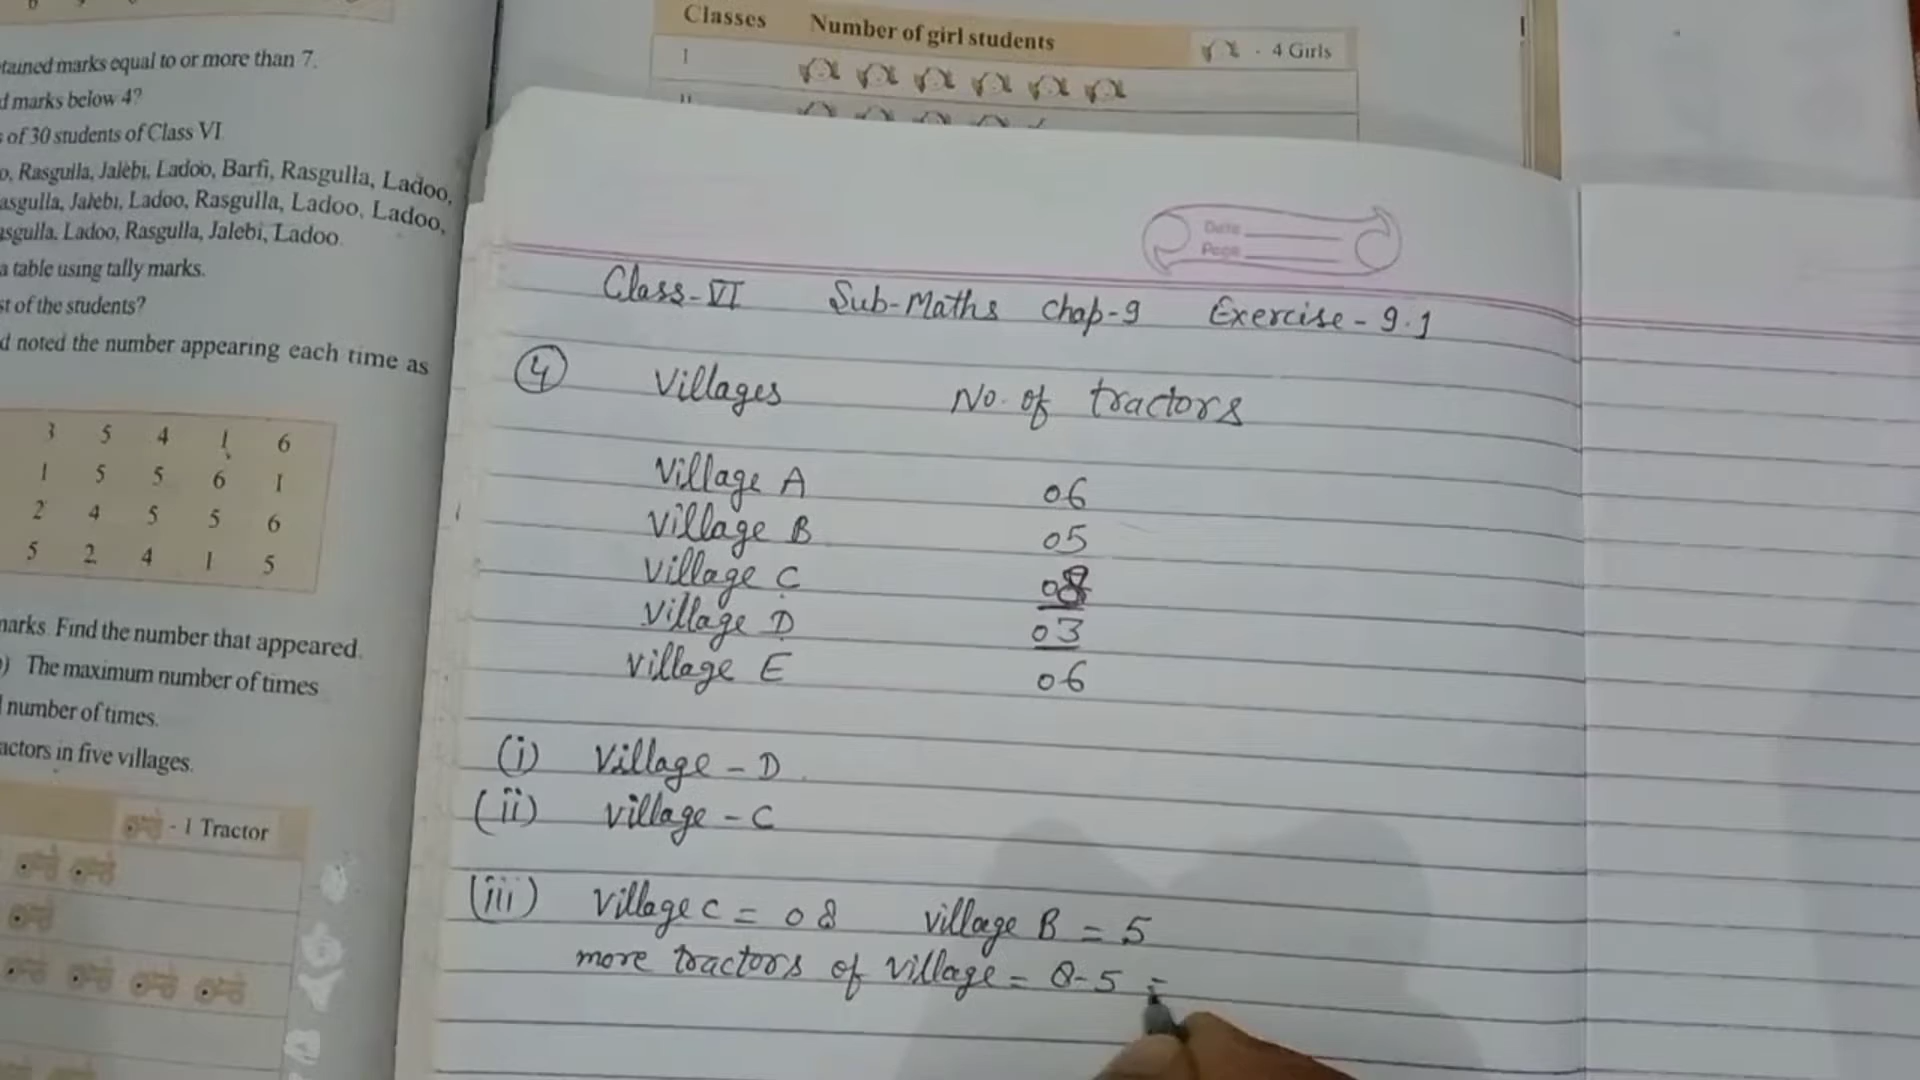 tained marks equal to or more than 7.
d marks below 4?
of 30 students of Class VI
Rasgulla, Jalebi, Ladoo, Barfi, Rasgulla, Ladoo,
asgulla, Jalebi, Ladoo, Rasgulla, Ladoo, Ladoo,
asgulla, Ladoo, Rasgulla, Jalebi, Ladoo.
a table using tally marks.
st of the students?
d noted the number appearing each time as
3 5 4 1 6
1 5 5 6 1
2 4 5 5 6
5 2 4 1 5
marks. Find the number that appeared.
) The maximum number of times
number of times.
actors in five villages.
- 1 Tractor
Classes Number of girl students - 4 Girls
I
II
Date
Page
Class-VI Sub-Maths Chap-9 Exercise-9.1
4 Villages No. of tractors
Village A 06
Village B 05
Village C 08
Village D 03
Village E 06
(i) Village - D
(ii) Village - C
(iii) Village C = 08 Village B = 5
more tractors of village = 8-5 =